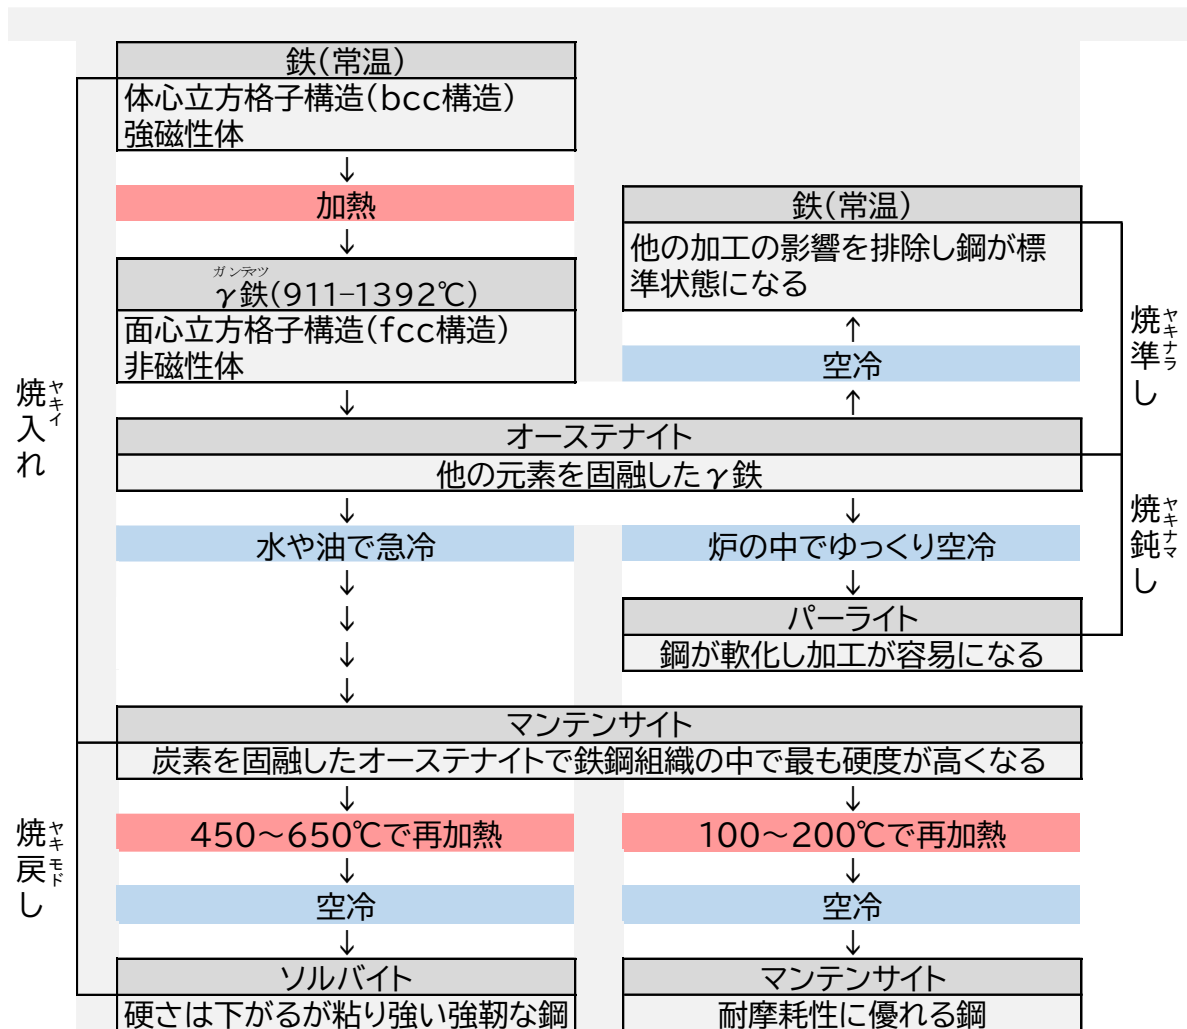 鉄(常温)
体心立方格子構造(bcc構造)
強磁性体
↓
加熱
↓
γ鉄(911−1392℃)
面心立方格子構造(fcc構造)
非磁性体
↓
鉄(常温)
他の加工の影響を排除し鋼が標
準状態になる
↑
空冷
↑
オーステナイト
他の元素を固融したγ鉄
↓
水や油で急冷
↓
↓
↓
↓
↓
炉の中でゆっくり空冷
↓
パーライト
鋼が軟化し加工が容易になる
マンテンサイト
炭素を固融したオーステナイトで鉄鋼組織の中で最も硬度が高くなる
↓
450～650℃で再加熱
↓
空冷
↓
ソルバイト
硬さは下がるが粘り強い強靭な鋼
↓
100～200℃で再加熱
↓
空冷
↓
マンテンサイト
耐摩耗性に優れる鋼
焼入れ
ヤキイ
焼戻し
ヤキモド
焼準し
ヤキナラ
焼鈍し
ヤキナマ